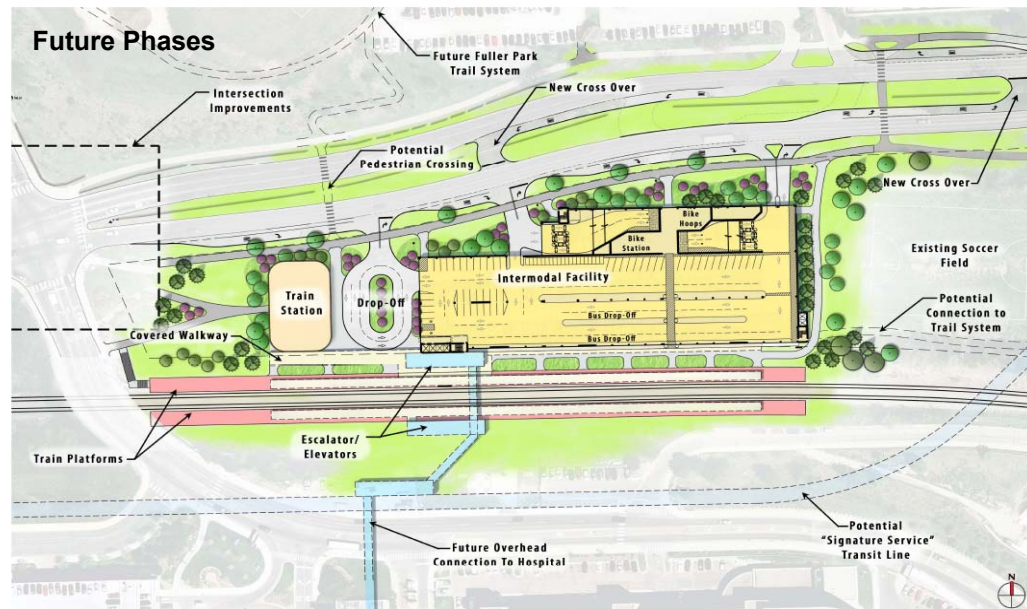 Future Phases
Future Fuller Park
Trail System
Intersection
Improvements
New Cross Over
Potential
Pedestrian Crossing
New Cross Over
Bike
Hoops
Bike
Station
Existing Soccer
Field
Intermodal Facility
Train
Station
Drop-Off
Potential
Connection to
Trail System
Bus Drop-Off
Bus Drop-Off
Covered Walkway
Escalator/
Elevators
Train Platforms
Potential
"Signature Service"
Transit Line
Future Overhead
Connection To Hospital
N